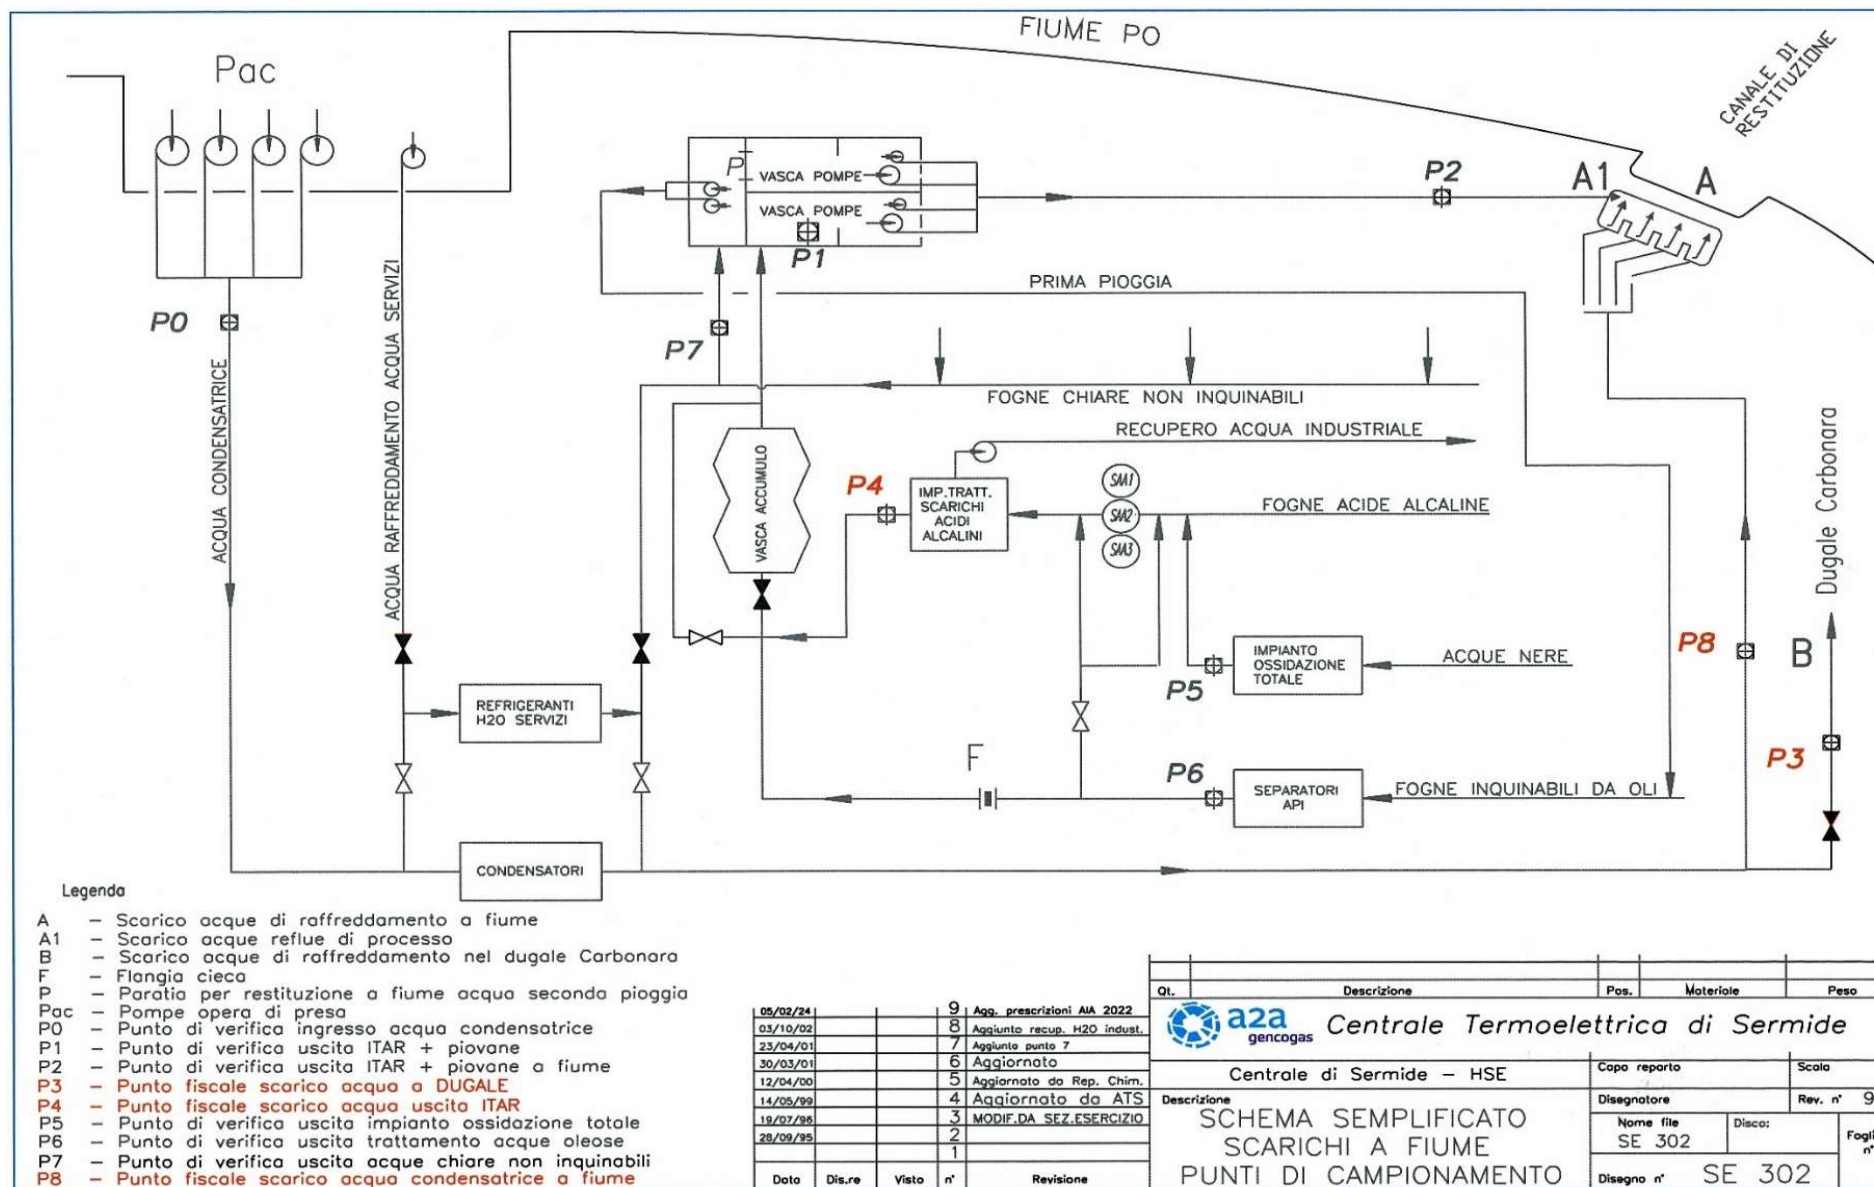 FIUME PO
CANALE DI
RESTITUZIONE
Pac
P
VASCA POMPE
VASCA POMPE
P1
P2
A1
A
PRIMA PIOGGIA
P0
P7
ACQUA CONDENSATRICE
ACQUA RAFFREDDAMENTO ACQUA SERVIZI
FOGNE CHIARE NON INQUINABILI
RECUPERO ACQUA INDUSTRIALE
VASCA ACCUMULO
P4
IMP.TRATT.
SCARICHI
ACIDI
ALCALINI
SAA1
SAA2
SAA3
FOGNE ACIDE ALCALINE
Dugale Carbonara
P5
IMPIANTO
OSSIDAZIONE
TOTALE
ACQUE NERE
P8
B
REFRIGERANTI
H2O SERVIZI
F
P6
SEPARATORI
API
FOGNE INQUINABILI DA OLI
P3
CONDENSATORI
Legenda
A – Scarico acque di raffreddamento a fiume
A1 – Scarico acque reflue di processo
B – Scarico acque di raffreddamento nel dugale Carbonara
F – Flangia cieca
P – Paratia per restituzione a fiume acqua seconda pioggia
Pac – Pompe opera di presa
P0 – Punto di verifica ingresso acqua condensatrice
P1 – Punto di verifica uscita ITAR + piovane
P2 – Punto di verifica uscita ITAR + piovane a fiume
P3 – Punto fiscale scarico acqua a DUGALE
P4 – Punto fiscale scarico acqua uscita ITAR
P5 – Punto di verifica uscita impianto ossidazione totale
P6 – Punto di verifica uscita trattamento acque oleose
P7 – Punto di verifica uscita acque chiare non inquinabili
P8 – Punto fiscale scarico acqua condensatrice a fiume
05/02/24 9 Agg. prescrizioni AIA 2022
03/10/02 8 Aggiunto recup. H2O indust.
23/04/01 7 Aggiunto punto 7
30/03/01 6 Aggiornato
12/04/00 5 Aggiornato da Rep. Chim.
14/05/99 4 Aggiornato da ATS
19/07/96 3 MODIF.DA SEZ.ESERCIZIO
28/09/95 2
1
Data Dis.re Visto n° Revisione
Qt. Descrizione Pos. Materiale Peso
a2a
gencogas
Centrale Termoelettrica di Sermide
Centrale di Sermide – HSE
Capo reparto
Scala
Descrizione
SCHEMA SEMPLIFICATO
SCARICHI A FIUME
PUNTI DI CAMPIONAMENTO
Disegnatore
Rev. n° 9
Nome file
SE 302
Disco:
Fogli
n°
Disegno n° SE 302